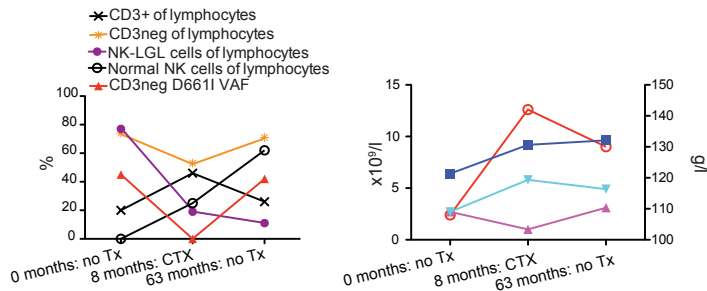 CD3+ of lymphocytes
CD3neg of lymphocytes
NK-LGL cells of lymphocytes
Normal NK cells of lymphocytes
CD3neg D661I VAF
100
80
60
40
20
0
%
0 months: no Tx
8 months: CTX
63 months: no Tx
15
10
5
0
x10⁹/l
150
140
130
120
110
100
g/l
0 months: no Tx
8 months: CTX
63 months: no Tx